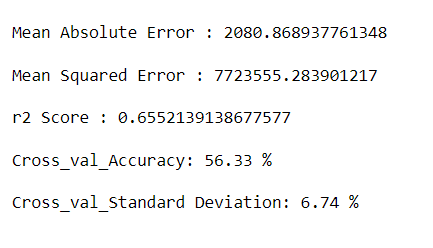 Mean Absolute Error : 2080.868937761348
Mean Squared Error : 7723555.283901217
r2 Score : 0.6552139138677577
Cross_val_Accuracy: 56.33 %
Cross_val_Standard Deviation: 6.74 %